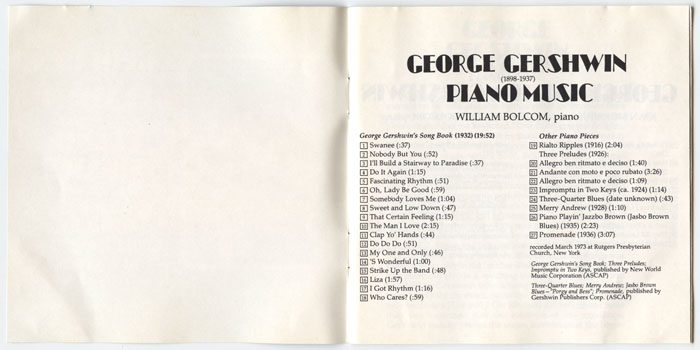 GEORGE GERSHWIN
(1898-1937)
PIANO MUSIC
WILLIAM BOLCOM, piano
George Gershwin's Song Book (1932) (19:52)
1 Swanee (:37)
2 Nobody But You (:52)
3 I'll Build a Stairway to Paradise (:37)
4 Do It Again (1:15)
5 Fascinating Rhythm (:51)
6 Oh, Lady Be Good (:59)
7 Somebody Loves Me (1:04)
8 Sweet and Low Down (:47)
9 That Certain Feeling (1:15)
10 The Man I Love (2:15)
11 Clap Yo' Hands (:44)
12 Do Do Do (:51)
13 My One and Only (:46)
14 'S Wonderful (1:00)
15 Strike Up the Band (:48)
16 Liza (1:57)
17 I Got Rhythm (1:16)
18 Who Cares? (:59)
Other Piano Pieces
19 Rialto Ripples (1916) (2:04)
Three Preludes (1926):
20 Allegro ben ritmato e deciso (1:40)
21 Andante con moto e poco rubato (3:26)
22 Allegro ben ritmato e deciso (1:09)
23 Impromptu in Two Keys (ca. 1924) (1:14)
24 Three-Quarter Blues (date unknown) (:43)
25 Merry Andrew (1928) (1:10)
26 Piano Playin' Jazzbo Brown (Jasbo Brown
Blues) (1935) (2:23)
27 Promenade (1936) (3:07)
recorded March 1973 at Rutgers Presbyterian
Church, New York
George Gershwin's Song Book; Three Preludes;
Impromptu in Two Keys, published by New World
Music Corporation (ASCAP)
Three-Quarter Blues; Merry Andrew; Jasbo Brown
Blues—"Porgy and Bess"; Promenade, published by
Gershwin Publishers Corp. (ASCAP)